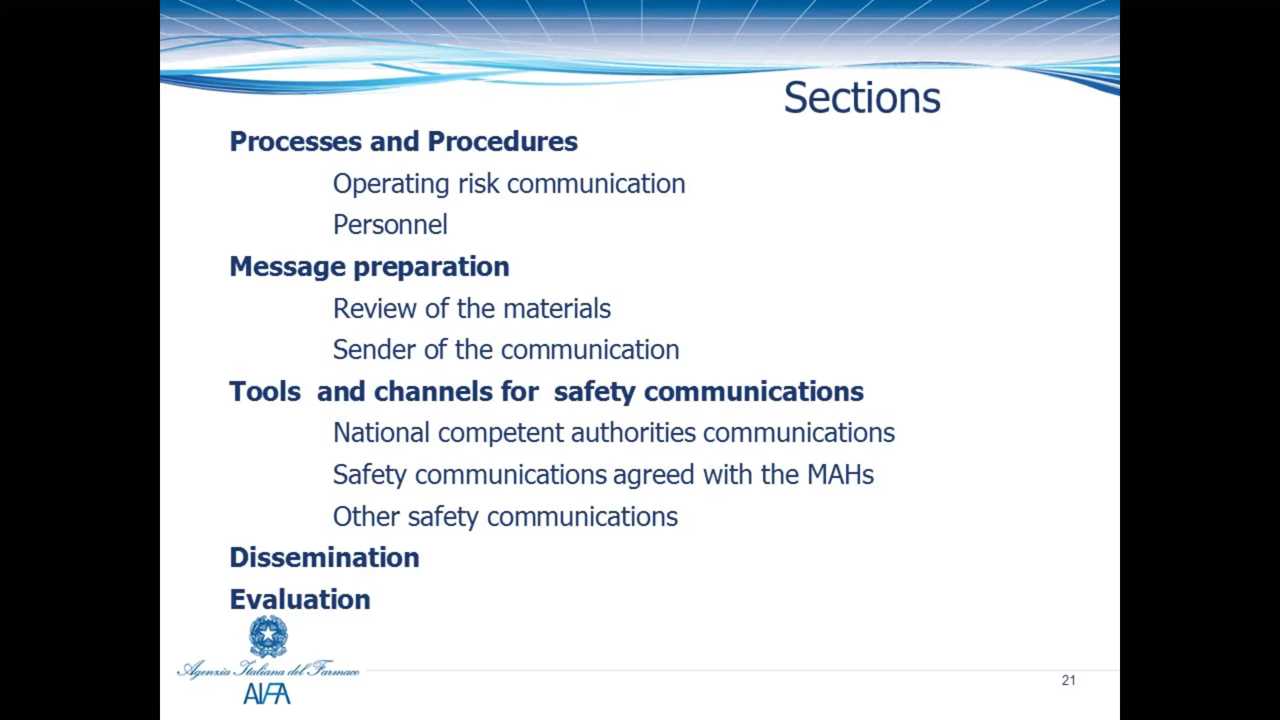 Sections
Processes and Procedures
Operating risk communication
Personnel
Message preparation
Review of the materials
Sender of the communication
Tools and channels for safety communications
National competent authorities communications
Safety communications agreed with the MAHs
Other safety communications
Dissemination
Evaluation
Agenzia Italiana del Farmaco
AIFA
21